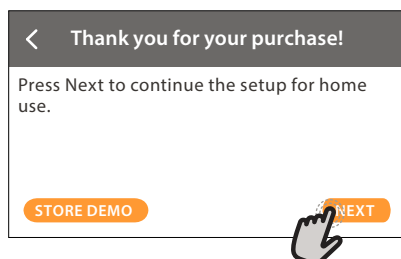 Thank you for your purchase!
Press Next to continue the setup for home
use.
STORE DEMO
NEXT